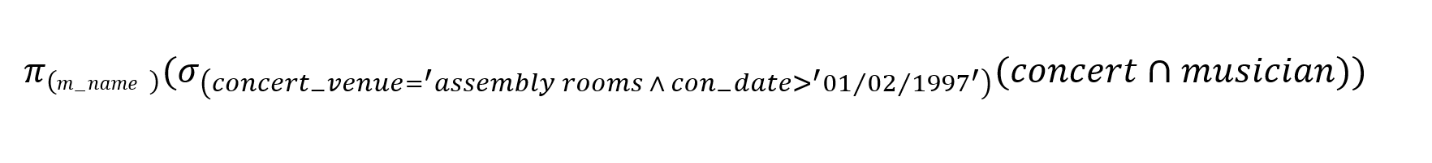 π(m_name )(σ(concert_venue='assembly rooms ∧ con_date>'01/02/1997')(concert ∩ musician))